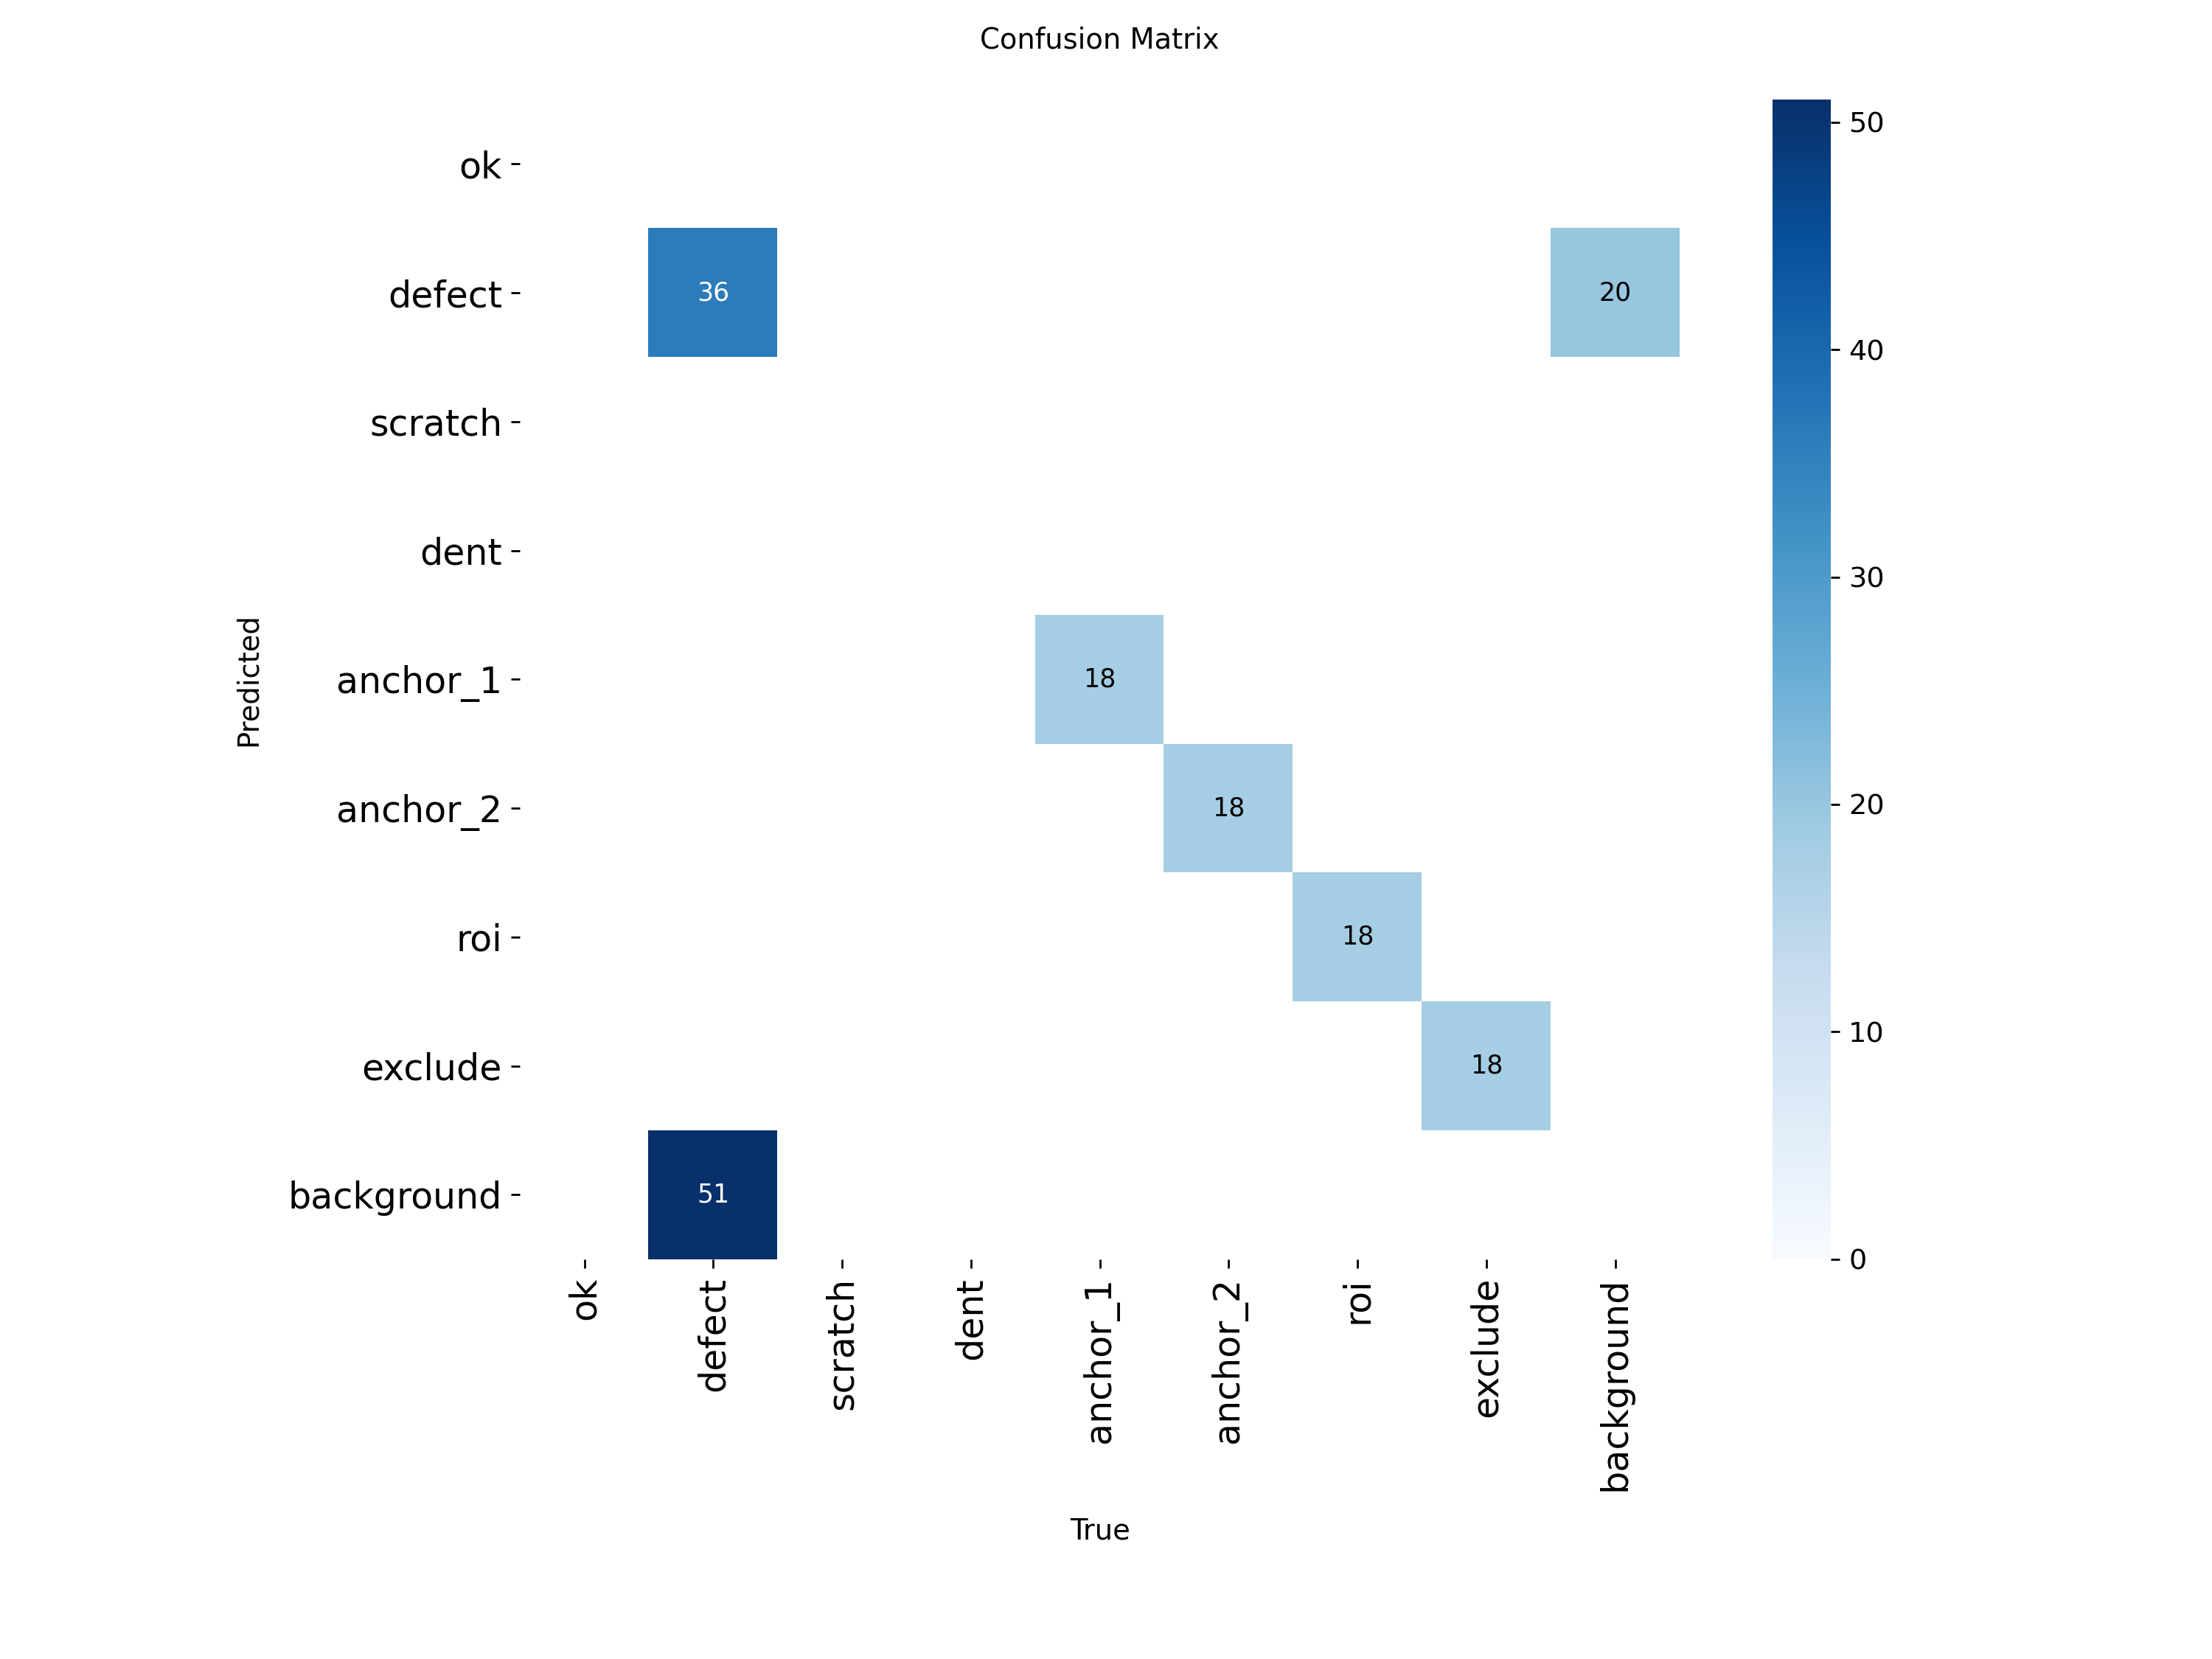 Confusion Matrix
ok
defect
scratch
dent
anchor_1
anchor_2
roi
exclude
background
Predicted
36
20
18
18
18
18
51
ok
defect
scratch
dent
anchor_1
anchor_2
roi
exclude
background
True
50
40
30
20
10
0